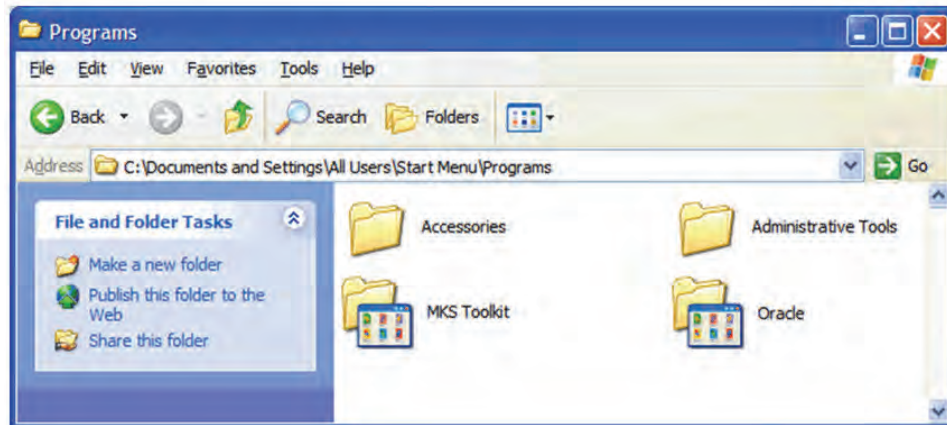 Programs
File Edit View Favorites Tools Help
Back Search Folders
Address C:\Documents and Settings\All Users\Start Menu\Programs Go
File and Folder Tasks
Make a new folder
Publish this folder to the
Web
Share this folder
Accessories Administrative Tools
MKS Toolkit Oracle